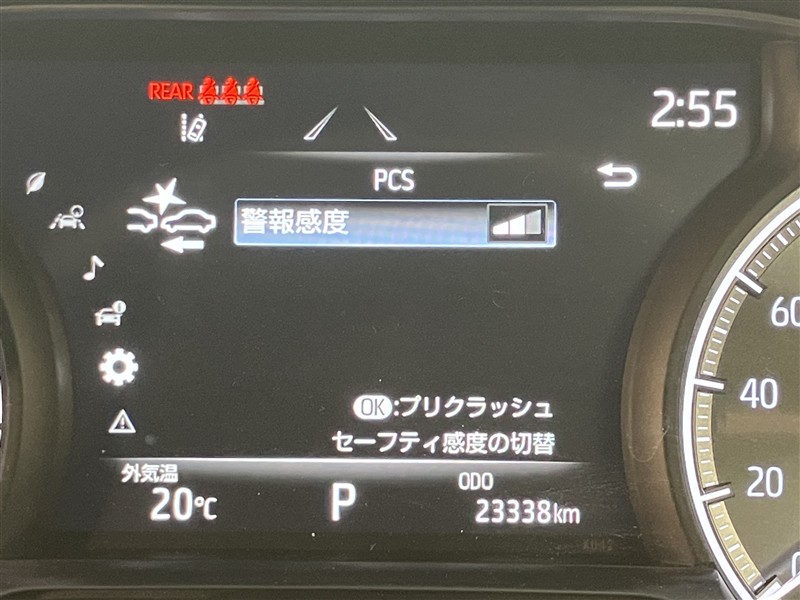 REAR
2:55
PCS
警報感度
OK:プリクラッシュ
セーフティ感度の切替
外気温
20℃
P
ODO
23338km
60
40
20